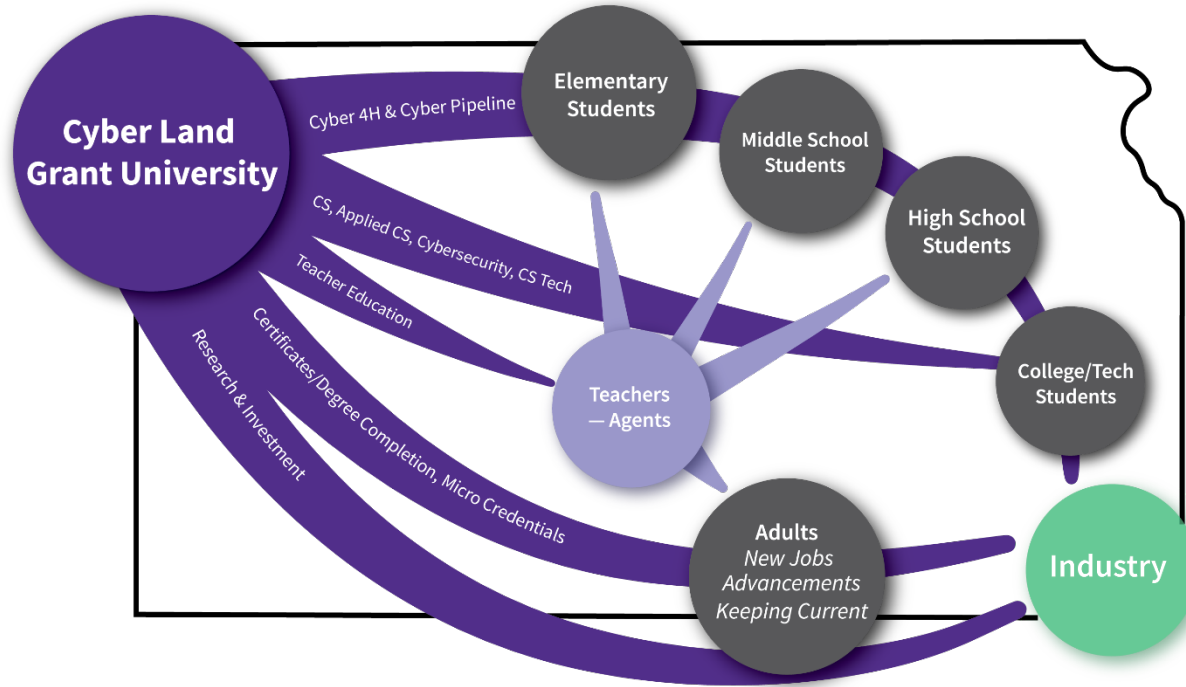 Cyber Land
Grant University
Cyber 4H & Cyber Pipeline
Elementary
Students
Middle School
Students
High School
Students
College/Tech
Students
CS, Applied CS, Cybersecurity, CS Tech
Teacher Education
Teachers
— Agents
Certificates/Degree Completion, Micro Credentials
Research & Investment
Adults
New Jobs
Advancements
Keeping Current
Industry